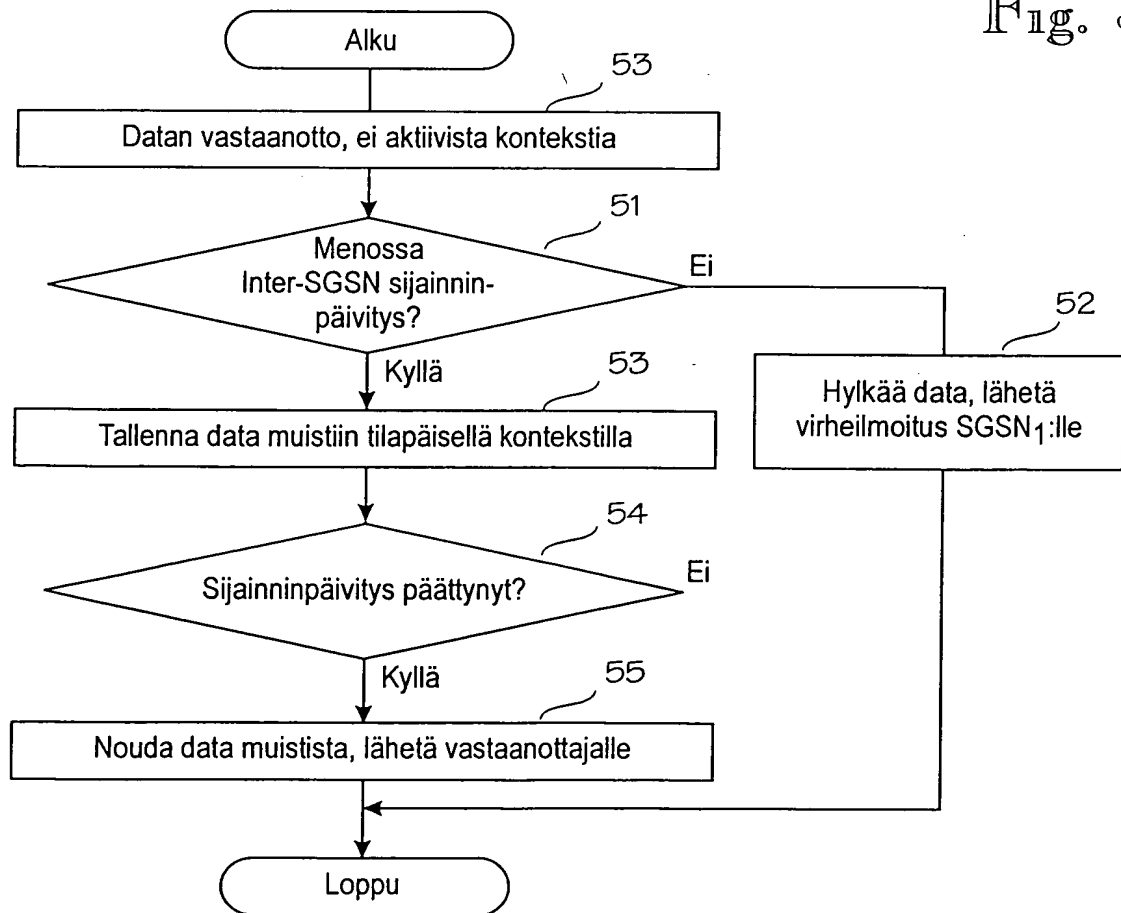 Fig.
Alku
53
Datan vastaanotto, ei aktiivista kontekstia
51
Menossa
Inter-SGSN sijainnin-
päivitys?
Ei
Kyllä
52
Hylkää data, lähetä
virheilmoitus SGSN1:lle
53
Tallenna data muistiin tilapäisellä kontekstilla
54
Sijainninpäivitys päättynyt?
Ei
Kyllä
55
Nouda data muistista, lähetä vastaanottajalle
Loppu